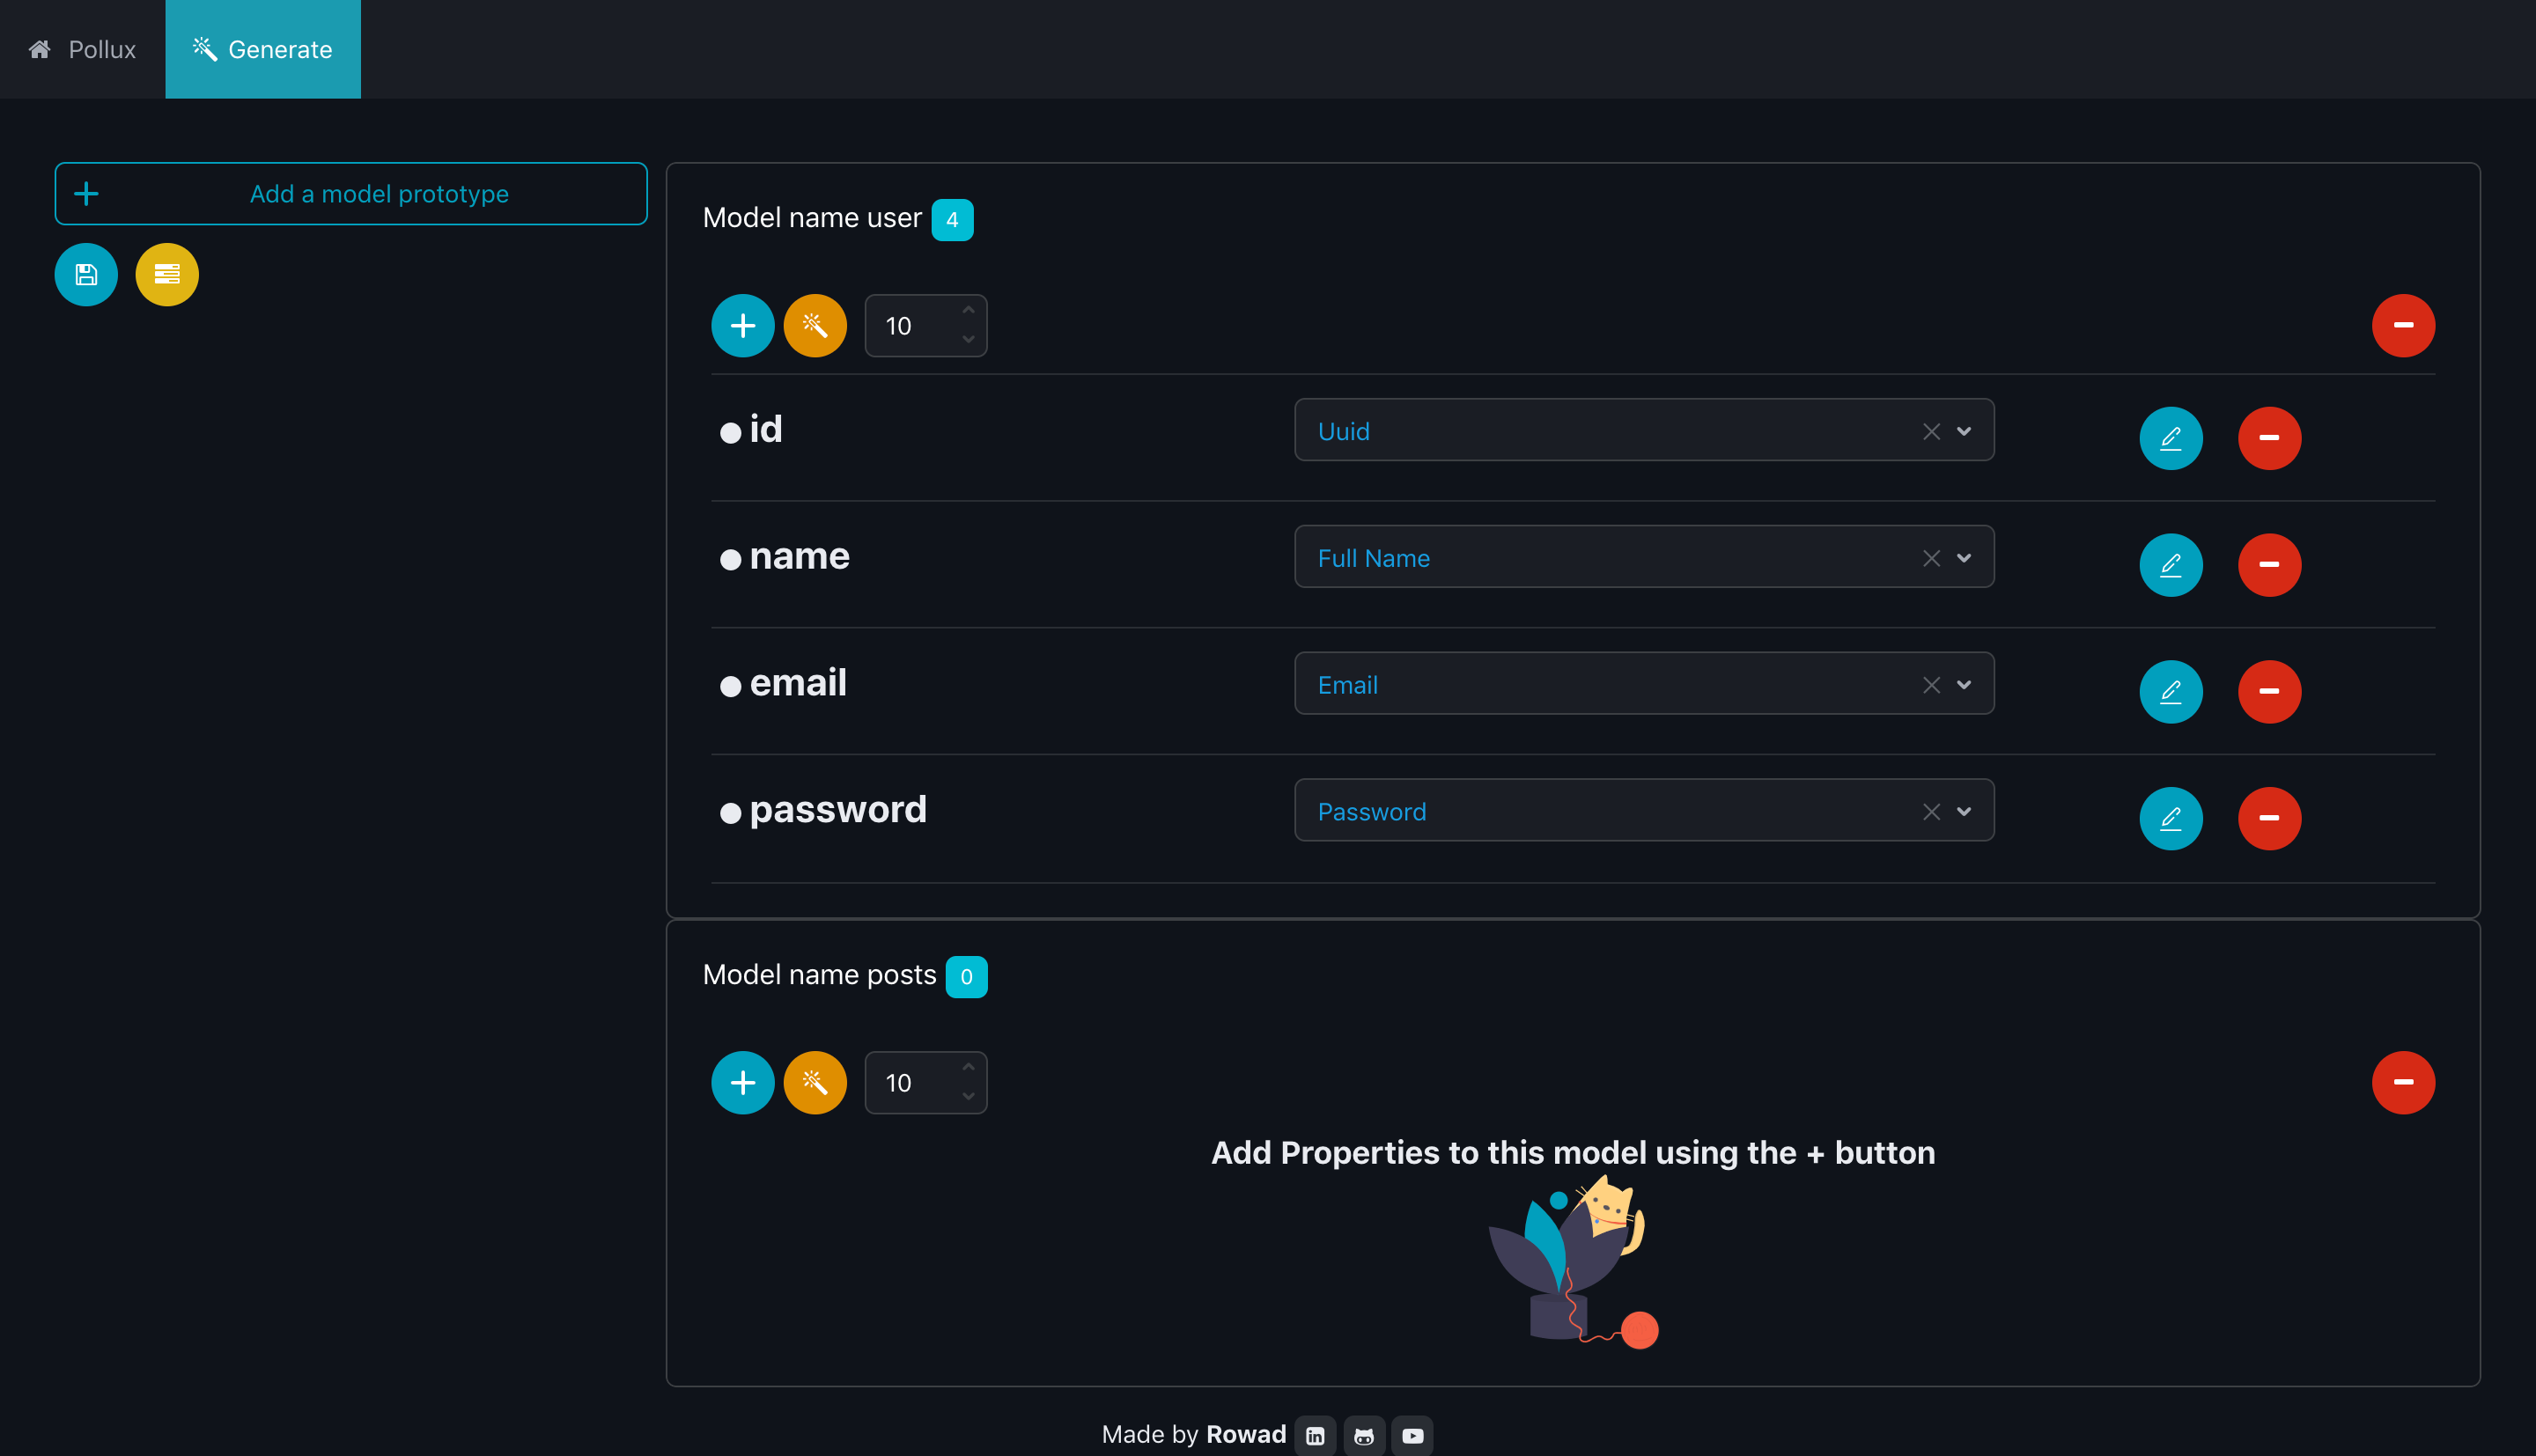 Pollux
Generate
Add a model prototype
Model name user 4
10
id
Uuid
name
Full Name
email
Email
password
Password
Model name posts 0
10
Add Properties to this model using the + button
Made by Rowad